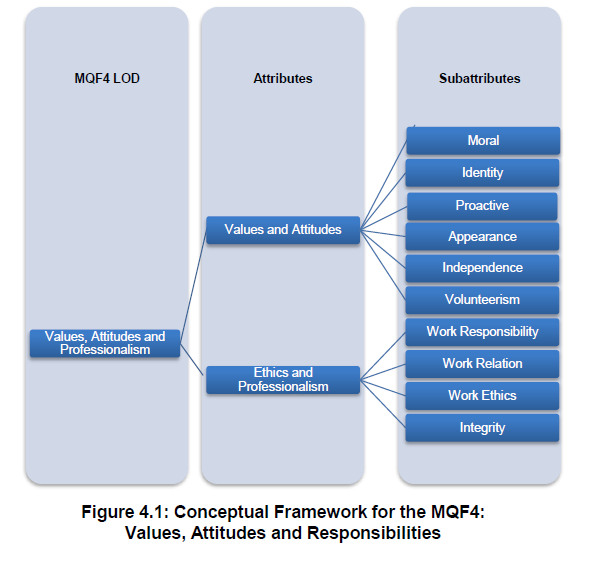 MQF4 LOD
Attributes
Subattributes
Values, Attitudes and
Professionalism
Values and Attitudes
Ethics and
Professionalism
Moral
Identity
Proactive
Appearance
Independence
Volunteerism
Work Responsibility
Work Relation
Work Ethics
Integrity
Figure 4.1: Conceptual Framework for the MQF4:
Values, Attitudes and Responsibilities